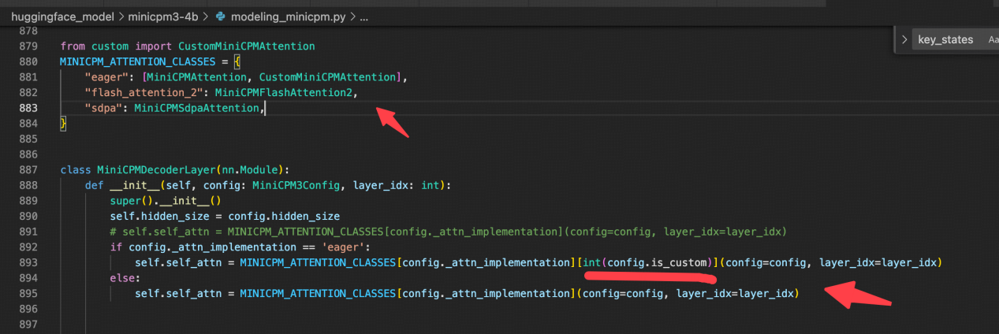 huggingface_model > minicpm3-4b > modeling_minicpm.py > ...
key_states Aa
878
879 from custom import CustomMiniCPMAttention
880 MINICPM_ATTENTION_CLASSES = {
881     "eager": [MiniCPMAttention, CustomMiniCPMAttention],
882     "flash_attention_2": MiniCPMFlashAttention2,
883     "sdpa": MiniCPMSdpaAttention,
884 }
885
886
887 class MiniCPMDecoderLayer(nn.Module):
888     def __init__(self, config: MiniCPM3Config, layer_idx: int):
889         super().__init__()
890         self.hidden_size = config.hidden_size
891         # self.self_attn = MINICPM_ATTENTION_CLASSES[config._attn_implementation](config=config, layer_idx=layer_idx)
892         if config._attn_implementation == 'eager':
893             self.self_attn = MINICPM_ATTENTION_CLASSES[config._attn_implementation][int(config.is_custom)](config=config, layer_idx=layer_idx)
894         else:
895             self.self_attn = MINICPM_ATTENTION_CLASSES[config._attn_implementation](config=config, layer_idx=layer_idx)
896
897